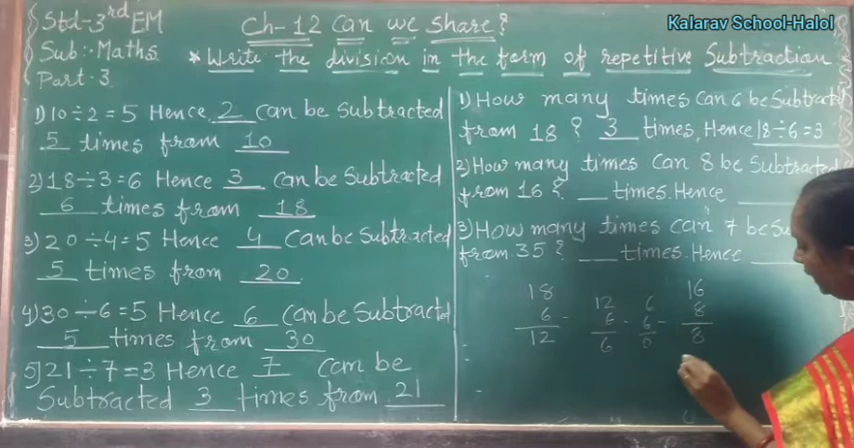 Std-3rd EM
Ch-12 Can we Share?
Kalarav School-Halol
Sub:-Maths
* Write the division in the form of repetitive Subtraction
Part-3
1) 10÷2=5 Hence 2 can be Subtracted
5 times from 10
2) 18÷3=6 Hence 3 can be Subtracted
6 times from 18
3) 20÷4=5 Hence 4 can be Subtracted
5 times from 20
4) 30÷6=5 Hence 6 can be Subtracted
5 times from 30
5) 21÷7=3 Hence 7 can be
Subtracted 3 times from 21
1) How many times can 6 be Subtracted
from 18? 3 times, Hence 18÷6=3
2) How many times can 8 be Subtracted
from 16? __ times. Hence ____
3) How many times can 7 be Su
from 35? __ times. Hence ____
18 12 6 16
6 - 6 - 6 - 8
12 6 0 8